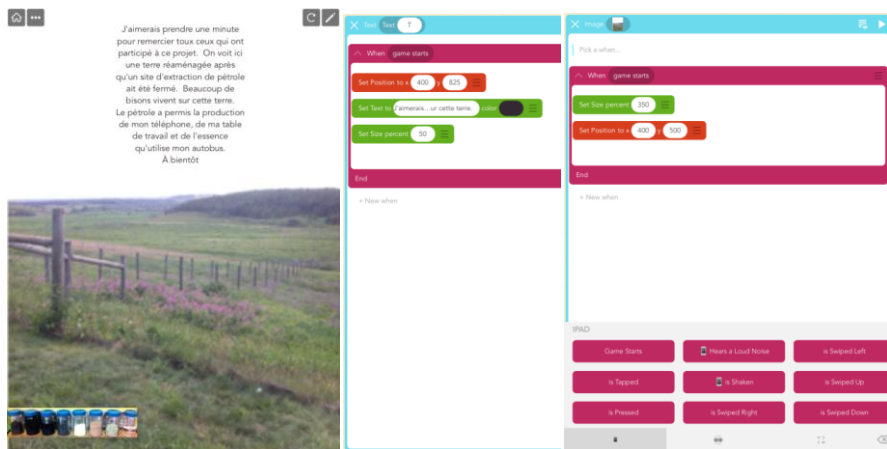 J'aimerais prendre une minute
pour remercier toux ceux qui ont
participé à ce projet. On voit ici
une terre réaménagée après
qu'un site d'extraction de pétrole
ait été fermé. Beaucoup de
bisons vivent sur cette terre.
Le pétrole a permis la production
de mon téléphone, de ma table
de travail et de l'essence
qu'utilise mon autobus.
À bientôt
Text Text T
When game starts
Set Position to x 400 y 825
Set Text to J'aimerais...ur cette terre. color
Set Size percent 50
End
+ New when
Image
Pick a when...
When game starts
Set Size percent 350
Set Position to x 400 y 500
End
+ New when
IPAD
Game Starts Hears a Loud Noise is Swiped Left
is Tapped is Shaken is Swiped Up
is Pressed is Swiped Right is Swiped Down